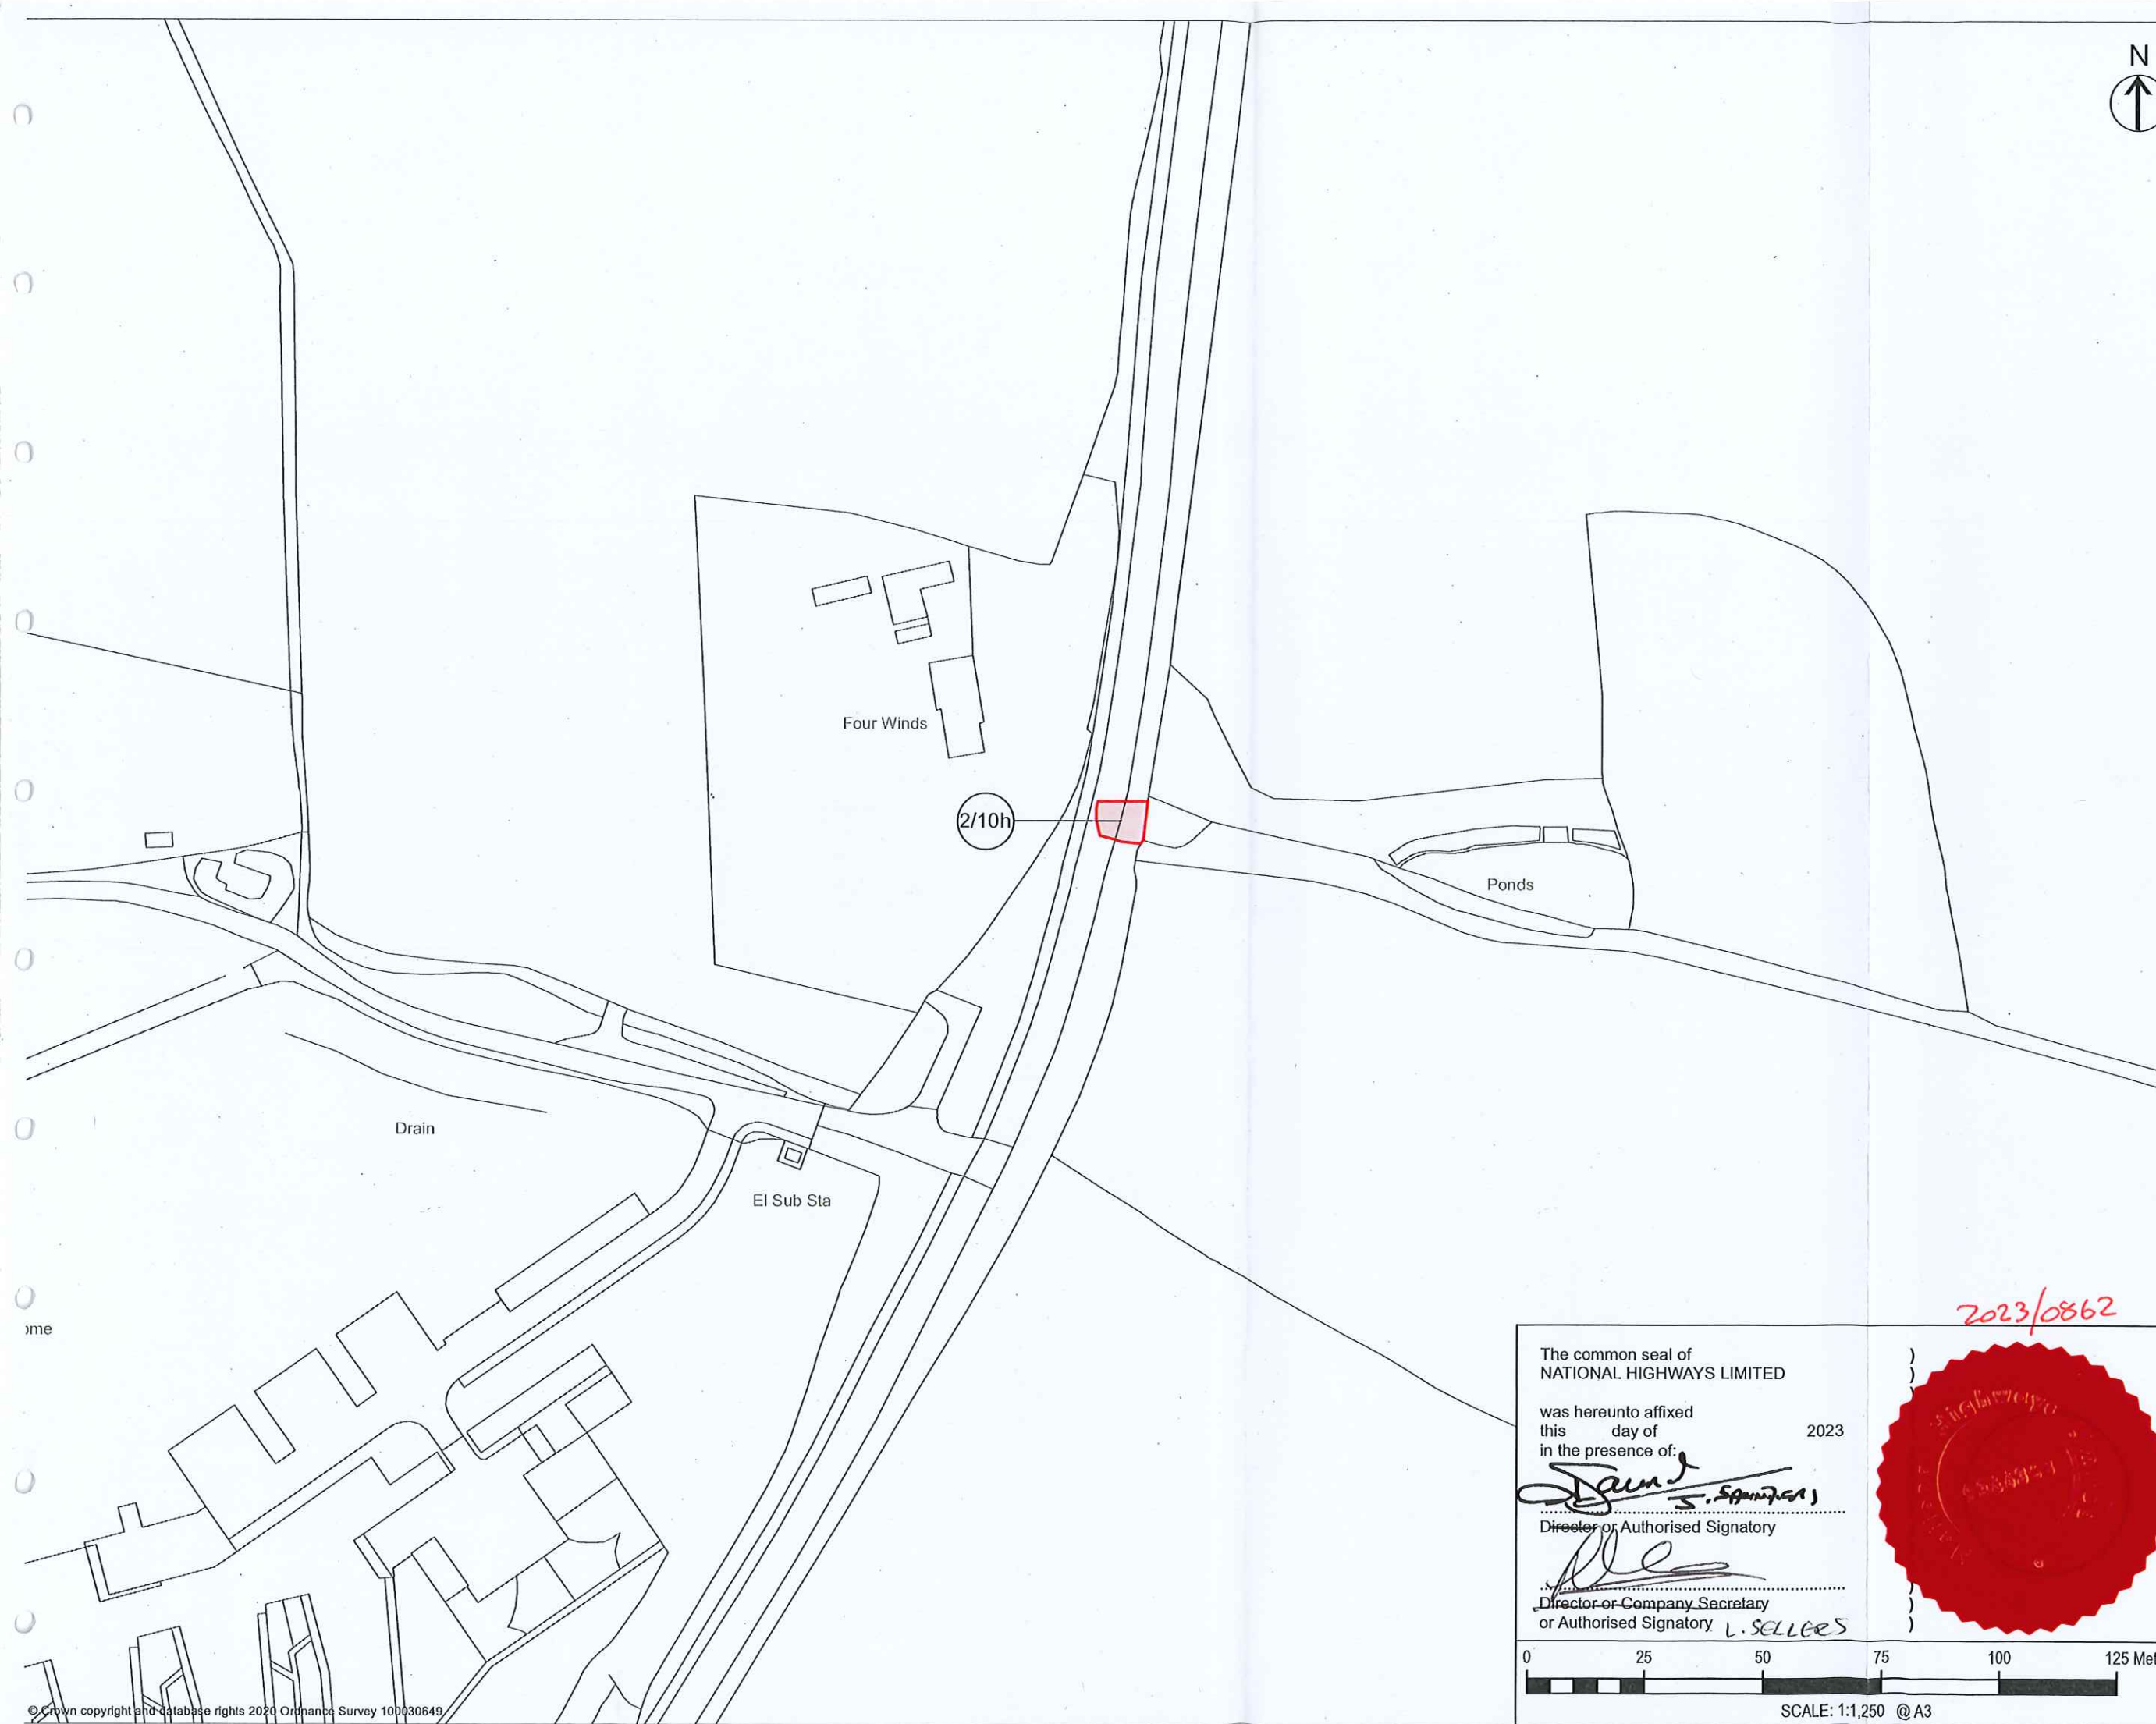 N
Four Winds
2/10h
Ponds
Drain
El Sub Sta
ome
2023/0862
The common seal of
NATIONAL HIGHWAYS LIMITED
was hereunto affixed
this day of 2023
in the presence of:
)
)
J. SAUNDERS
Director or Authorised Signatory
Director or Company Secretary
or Authorised Signatory L. SELLERS
)
)
)
0 25 50 75 100 125 Met
SCALE: 1:1,250 @ A3
© Crown copyright and database rights 2020 Ordnance Survey 100030649